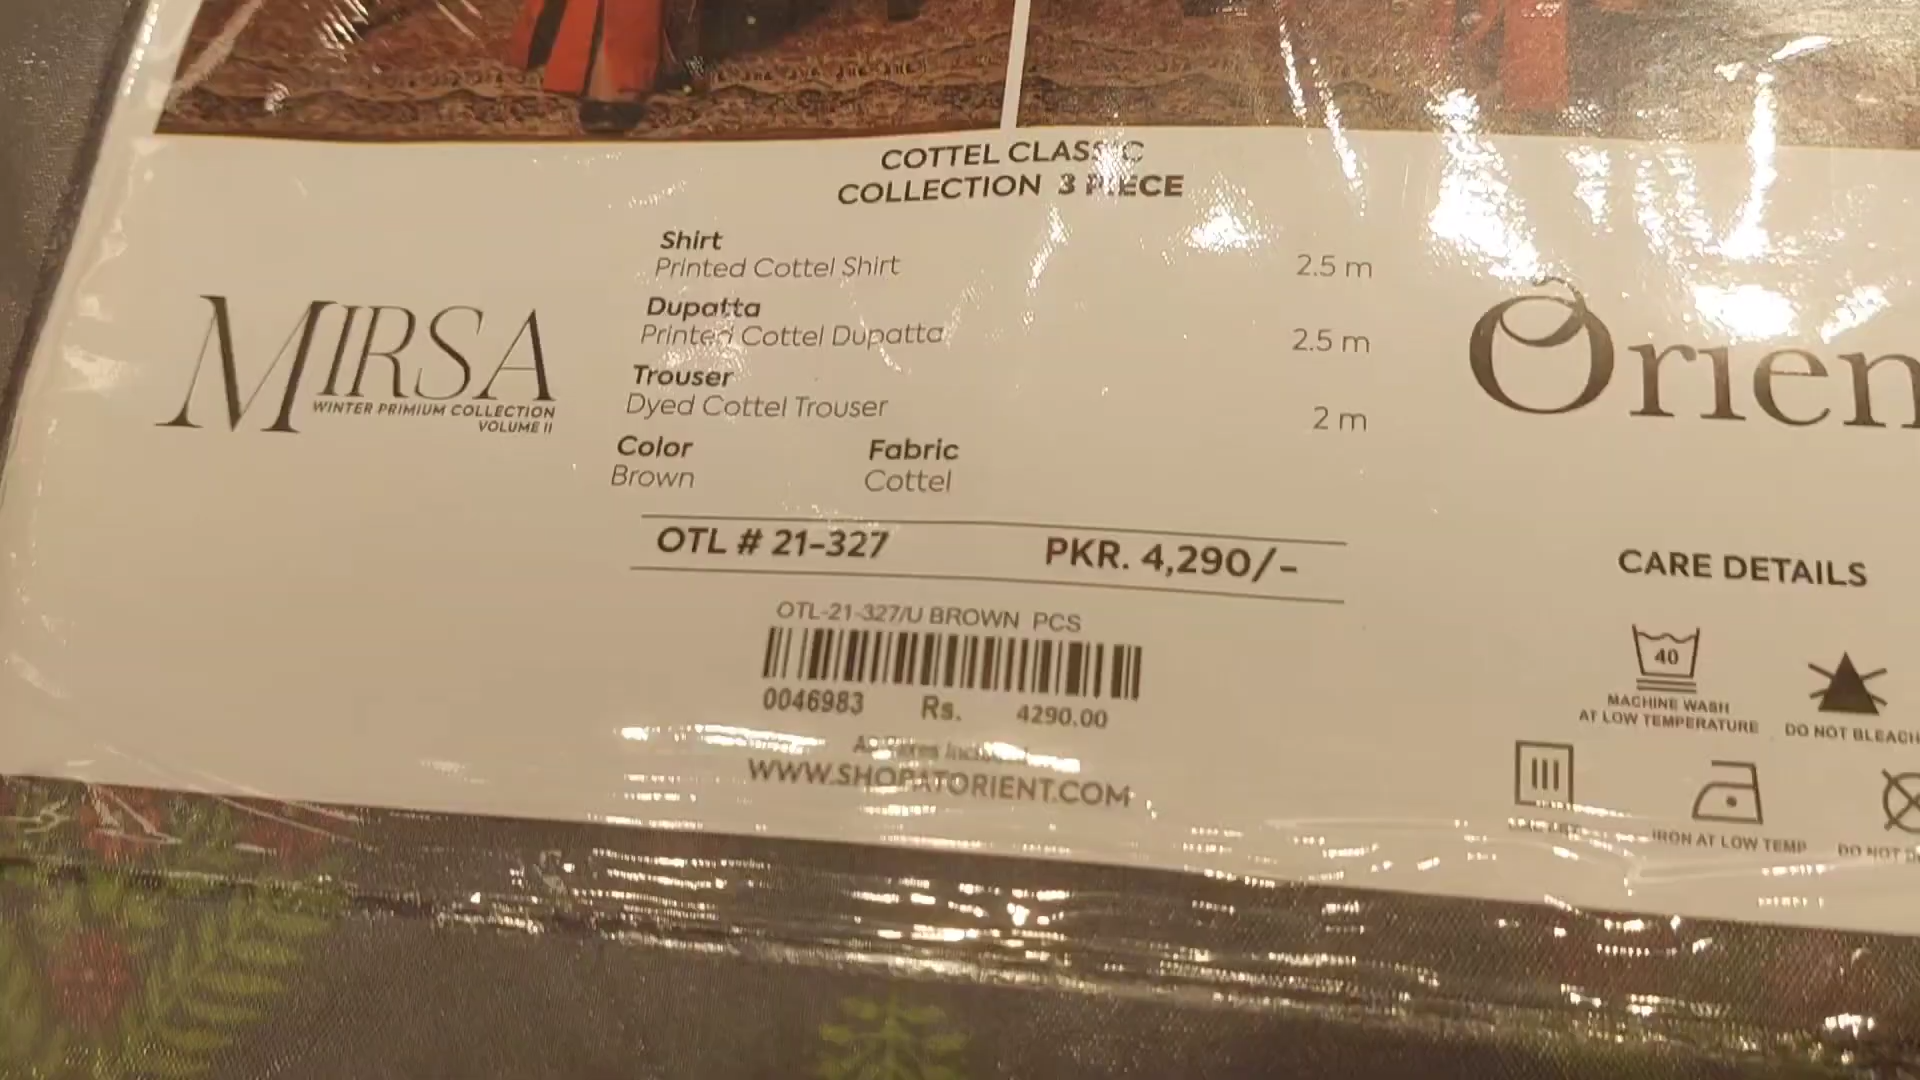 COTTEL CLASSIC
COLLECTION 3 PIECE
Shirt
Printed Cottel Shirt 2.5 m
Dupatta
Printed Cottel Dupatta 2.5 m
Trouser
Dyed Cottel Trouser 2 m
Color Fabric
Brown Cottel
MIRSA
WINTER PRIMIUM COLLECTION
VOLUME II
Orien
OTL # 21-327 PKR. 4,290/-
OTL-21-327/U BROWN PCS
0046983 Rs. 4290.00
WWW.SHOPATORIENT.COM
CARE DETAILS
40
MACHINE WASH
AT LOW TEMPERATURE
DO NOT BLEACH
IRON AT LOW TEMP
DO NOT